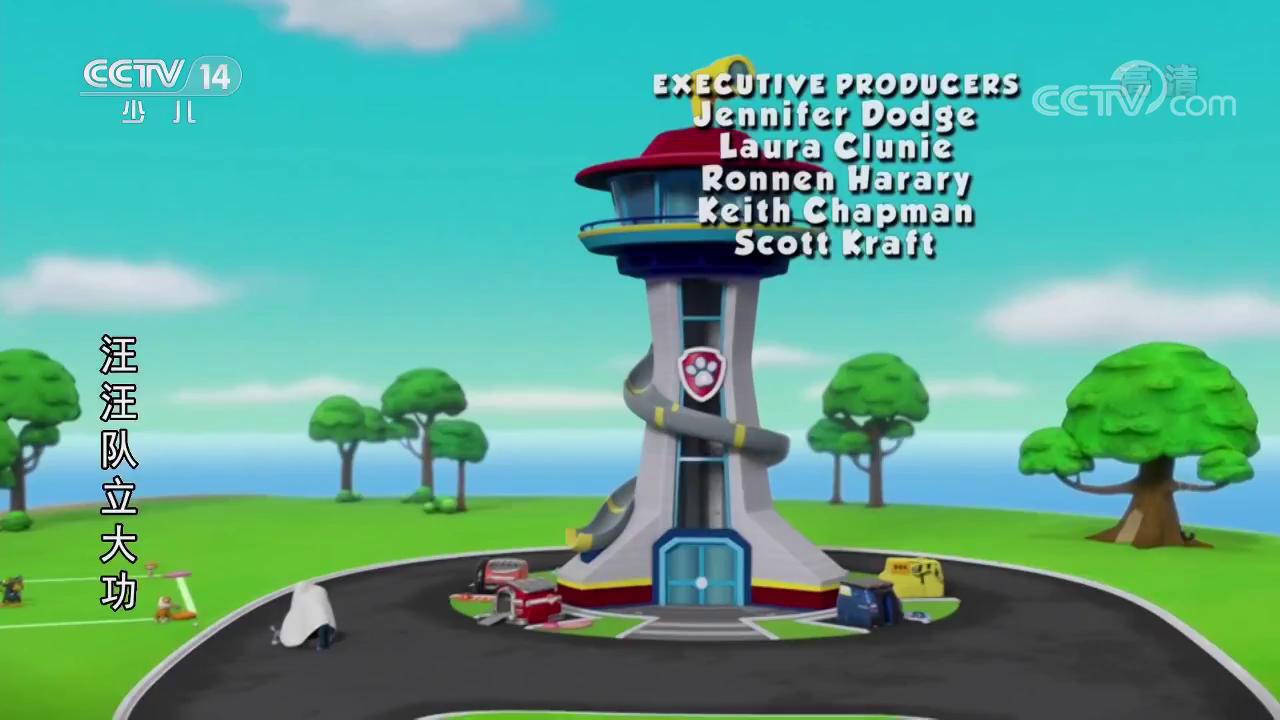 CCTV 14
少儿
EXECUTIVE PRODUCERS
Jennifer Dodge
Laura Clunie
Ronnen Harary
Keith Chapman
Scott Kraft
高清
CCTV.com
汪汪队立大功